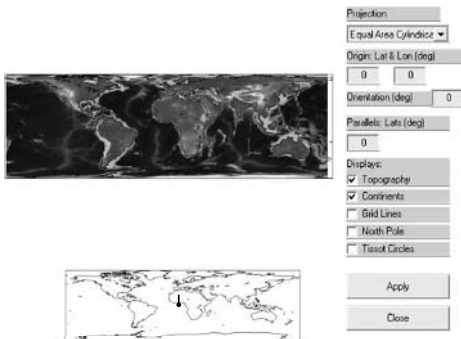 Projection
Equal Area Cylindrica
Origin: Lat & Lon (deg)
0 0
Orientation (deg) 0
Parallels: Lats (deg)
0
Displays:
Topography
Continents
Grid Lines
North Pole
Tissot Circles
Apply
Close